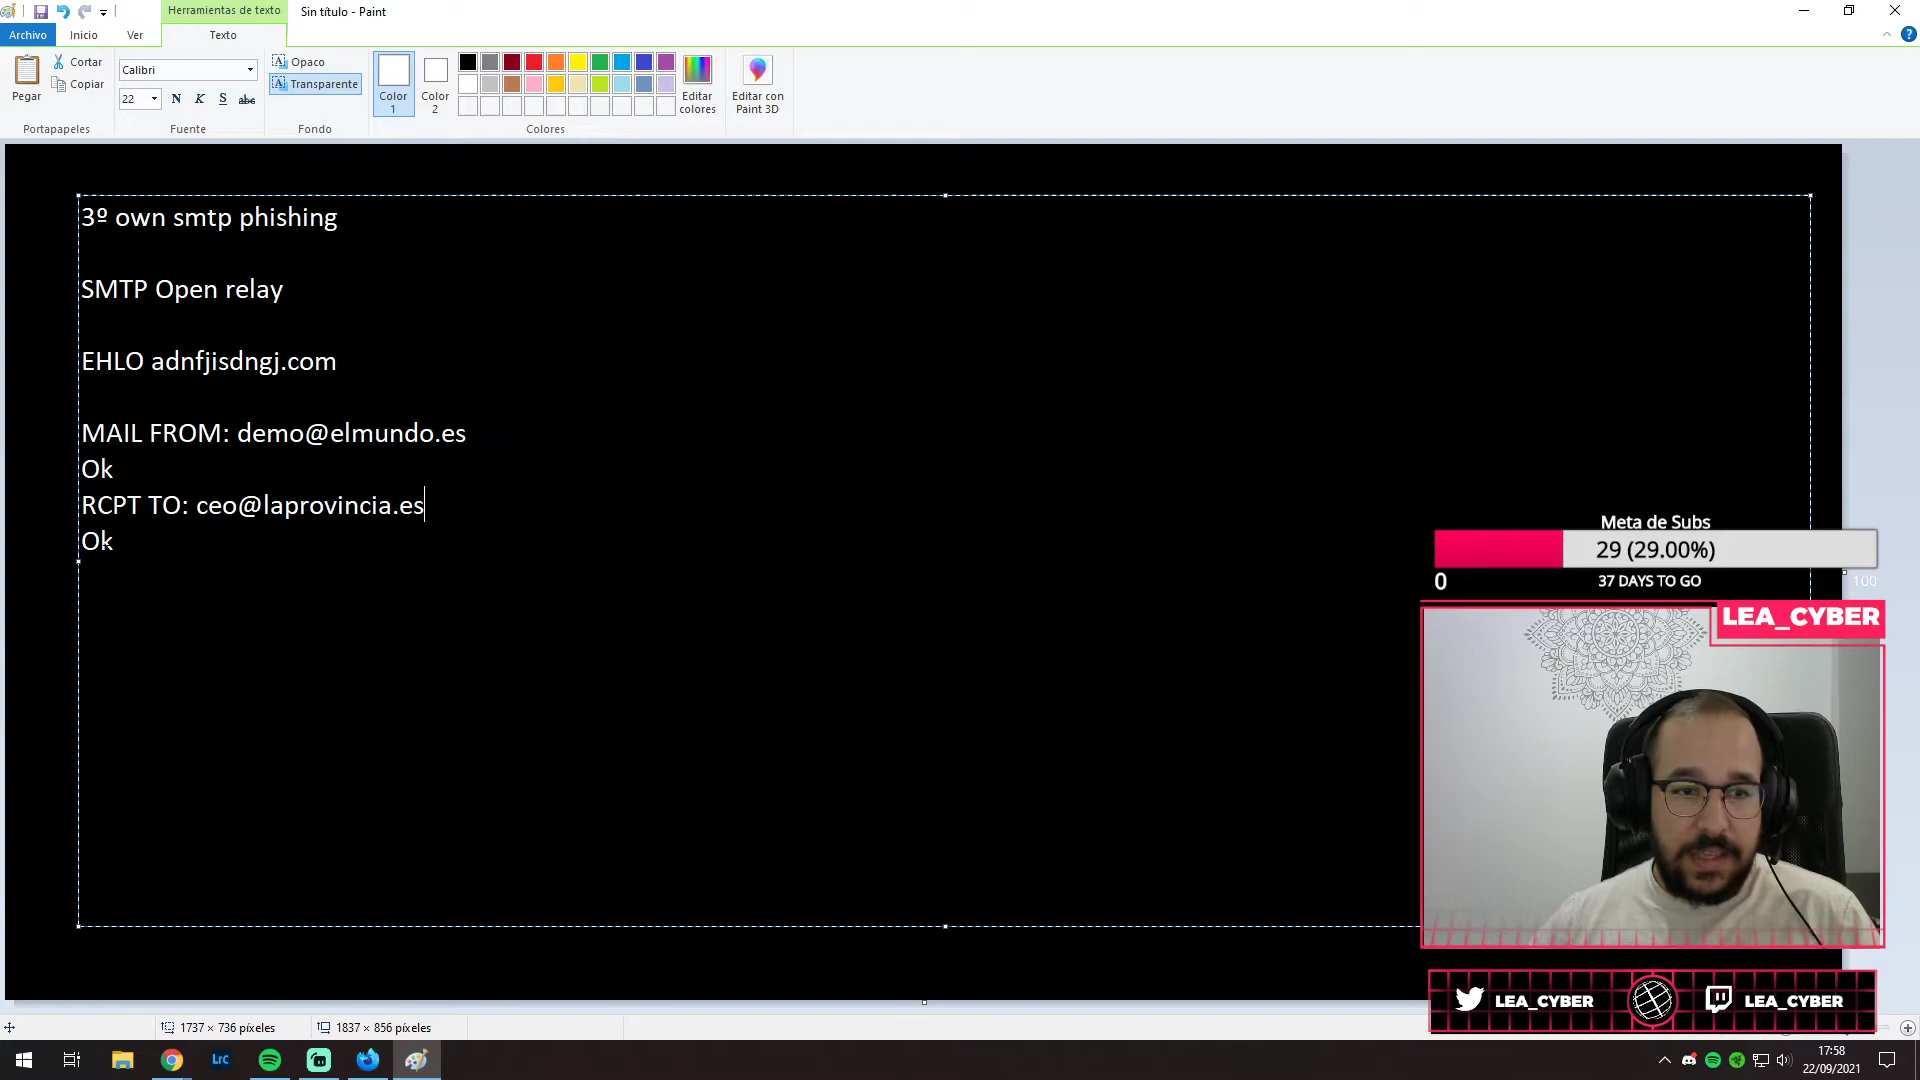 Herramientas de texto
Sin título - Paint
Archivo
Inicio
Ver
Texto
Pegar
Cortar
Copiar
Portapapeles
Calibri
22
N K S abc
Fuente
Opaco
Transparente
Fondo
Color 1
Color 2
Editar colores
Colores
Editar con Paint 3D
3º own smtp phishing
SMTP Open relay
EHLO adnfjisdngj.com
MAIL FROM: demo@elmundo.es
Ok
RCPT TO: ceo@laprovincia.es
Ok
Meta de Subs
29 (29.00%)
0
37 DAYS TO GO
100
LEA_CYBER
LEA_CYBER
LEA_CYBER
1737 × 736 píxeles
1837 × 856 píxeles
Lrc
17:58
22/09/2021